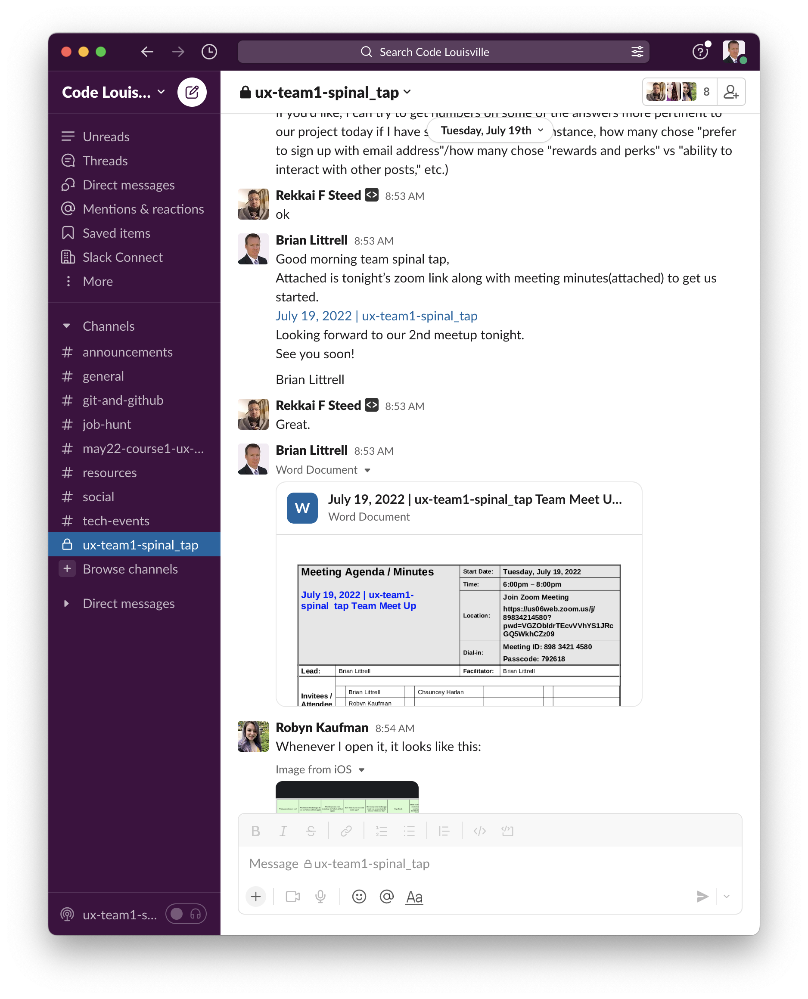 Search Code Louisville
Code Louis...
Unreads
Threads
Direct messages
Mentions & reactions
Saved items
Slack Connect
More
Channels
# announcements
# general
# git-and-github
# job-hunt
# may22-course1-ux-...
# resources
# social
# tech-events
ux-team1-spinal_tap
+ Browse channels
Direct messages
ux-team1-s...
ux-team1-spinal_tap
8
If you'd like, I can try to get numbers on some of the answers more pertinent to
Tuesday, July 19th
our project today if I have s nstance, how many chose "prefer
to sign up with email address"/how many chose "rewards and perks" vs "ability to
interact with other posts," etc.)
Rekkai F Steed <> 8:53 AM
ok
Brian Littrell 8:53 AM
Good morning team spinal tap,
Attached is tonight’s zoom link along with meeting minutes(attached) to get us
started.
July 19, 2022 | ux-team1-spinal_tap
Looking forward to our 2nd meetup tonight.
See you soon!
Brian Littrell
Rekkai F Steed <> 8:53 AM
Great.
Brian Littrell 8:53 AM
Word Document
W
July 19, 2022 | ux-team1-spinal_tap Team Meet U...
Word Document
Meeting Agenda / Minutes
July 19, 2022 | ux-team1-
spinal_tap Team Meet Up
Start Date: Tuesday, July 19, 2022
Time: 6:00pm – 8:00pm
Location:
Join Zoom Meeting
https://us06web.zoom.us/j/
89834214580?
pwd=VGZObldrTEcvVVhYS1JRc
GQ5WkhCZz09
Dial-in:
Meeting ID: 898 3421 4580
Passcode: 792618
Lead: Brian Littrell
Facilitator: Brian Littrell
Invitees /
Attendee
Brian Littrell
Chauncey Harlan
Robyn Kaufman
Robyn Kaufman 8:54 AM
Whenever I open it, it looks like this:
Image from iOS
What generation are you?
Page Break
B I S
Message ux-team1-spinal_tap
+ @ Aa